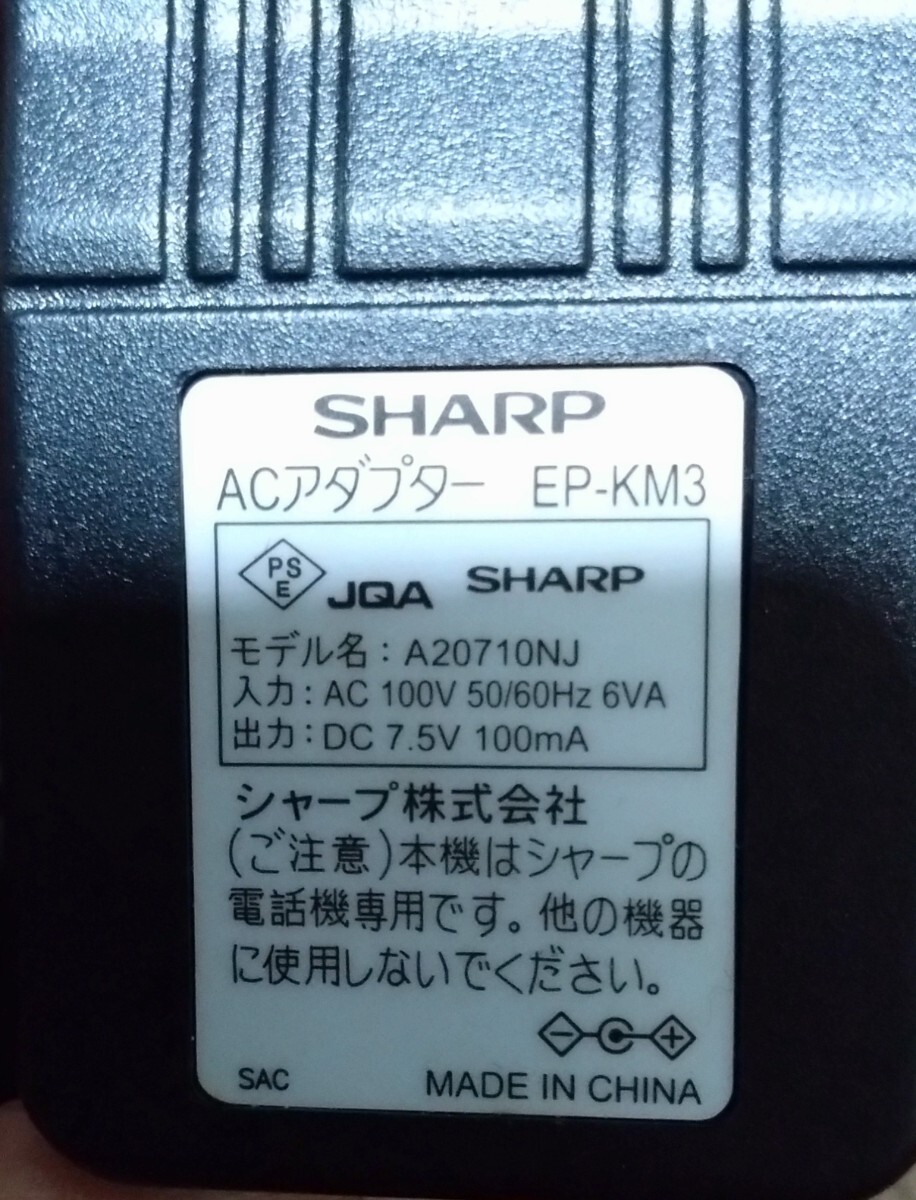 SHARP
ACアダプター EP-KM3
PSE JQA SHARP
モデル名：A20710NJ
入力：AC 100V 50/60Hz 6VA
出力：DC 7.5V 100mA
シャープ株式会社
(ご注意)本機はシャープの
電話機専用です。他の機器
に使用しないでください。
SAC MADE IN CHINA